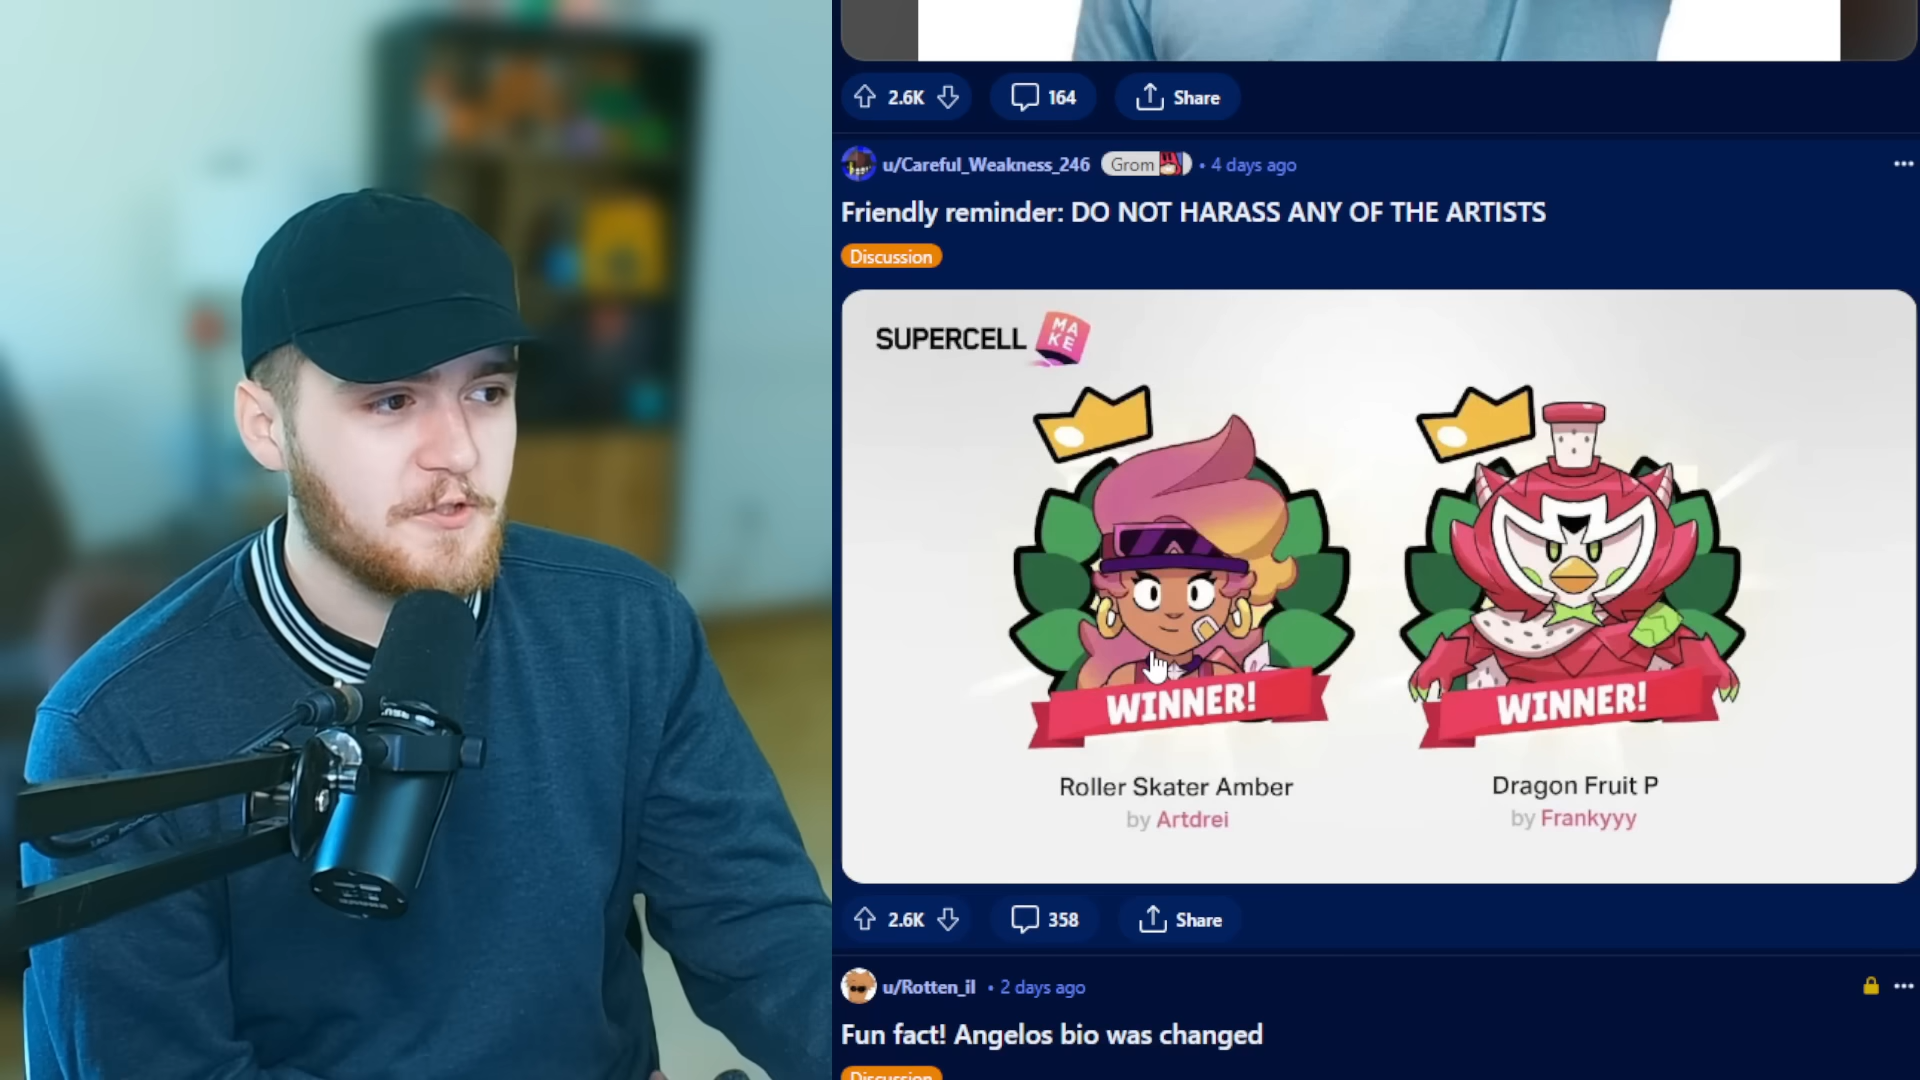 2.6K
164
Share
u/Careful_Weakness_246 Grom • 4 days ago
Friendly reminder: DO NOT HARASS ANY OF THE ARTISTS
Discussion
SUPERCELL MAKE
WINNER!
WINNER!
Roller Skater Amber
by Artdrei
Dragon Fruit P
by Frankyyy
2.6K
358
Share
u/Rotten_il • 2 days ago
Fun fact! Angelos bio was changed
Discussion